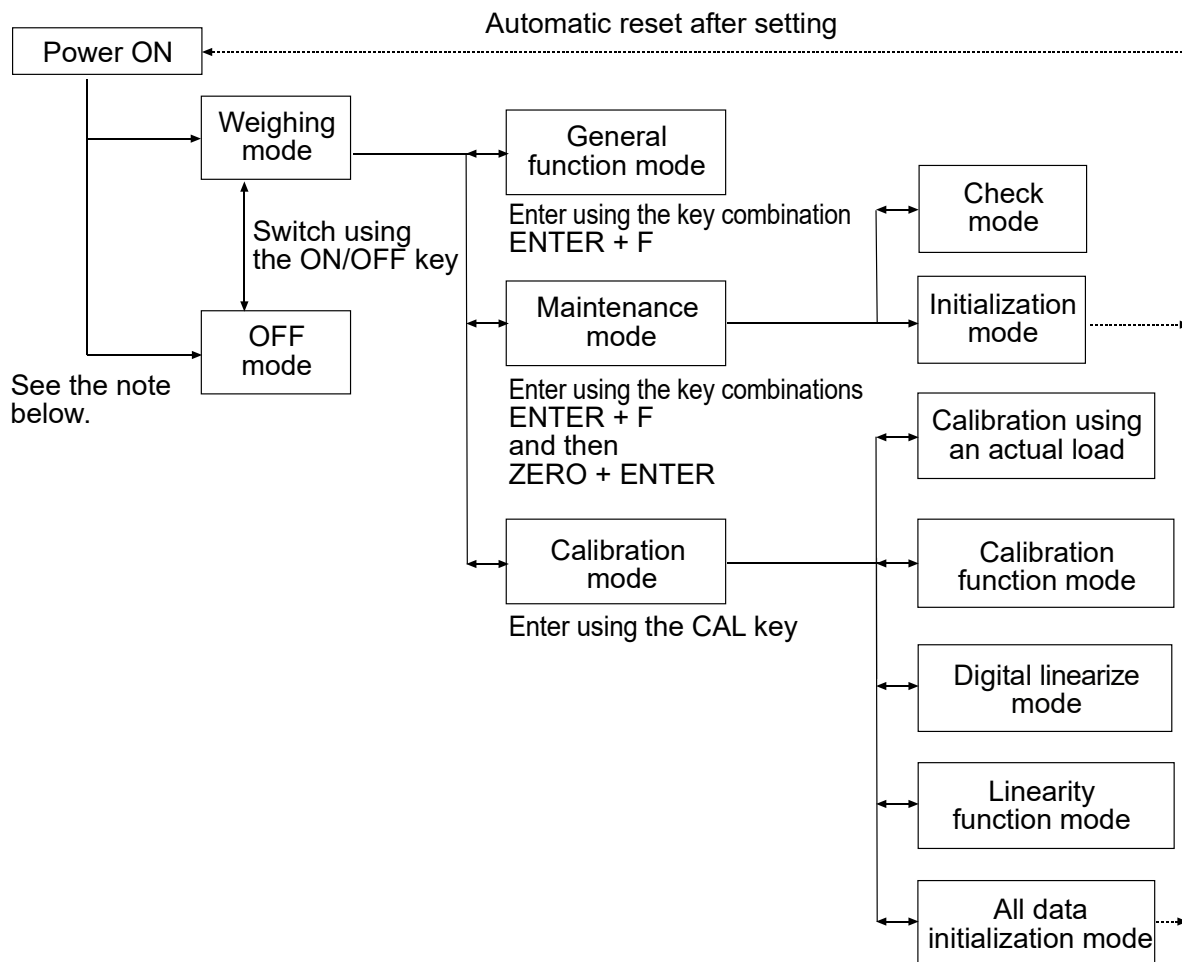 Automatic reset after setting
Power ON
Weighing
mode
General
function mode
Enter using the key combination
ENTER + F
Check
mode
Switch using
the ON/OFF key
Maintenance
mode
Initialization
mode
OFF
mode
See the note
below.
Enter using the key combinations
ENTER + F
and then
ZERO + ENTER
Calibration using
an actual load
Calibration
mode
Enter using the CAL key
Calibration
function mode
Digital linearize
mode
Linearity
function mode
All data
initialization mode